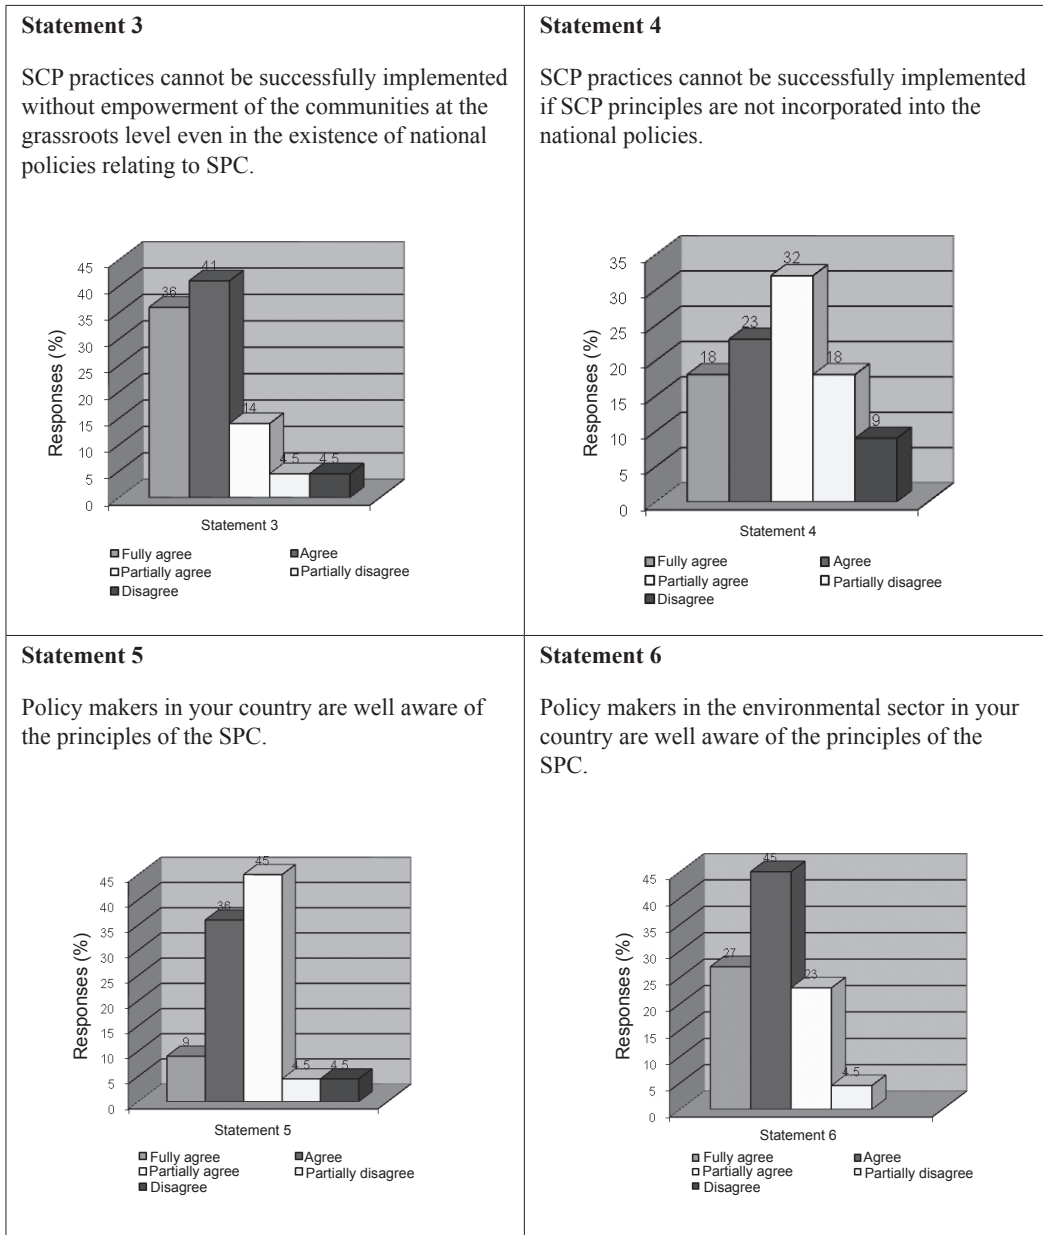 Statement 3
SCP practices cannot be successfully implemented
without empowerment of the communities at the
grassroots level even in the existence of national
policies relating to SPC.
45
40
35
30
25
20
15
10
5
0
Responses (%)
36
41
14
4.5
4.5
Statement 3
Fully agree
Agree
Partially agree
Partially disagree
Disagree
Statement 4
SCP practices cannot be successfully implemented
if SCP principles are not incorporated into the
national policies.
35
30
25
20
15
10
5
0
Responses (%)
18
23
32
18
9
Statement 4
Fully agree
Agree
Partially agree
Partially disagree
Disagree
Statement 5
Policy makers in your country are well aware of
the principles of the SPC.
45
40
35
30
25
20
15
10
5
0
Responses (%)
9
36
45
4.5
4.5
Statement 5
Fully agree
Agree
Partially agree
Partially disagree
Disagree
Statement 6
Policy makers in the environmental sector in your
country are well aware of the principles of the
SPC.
45
40
35
30
25
20
15
10
5
0
Responses (%)
27
45
23
4.5
Statement 6
Fully agree
Agree
Partially agree
Partially disagree
Disagree